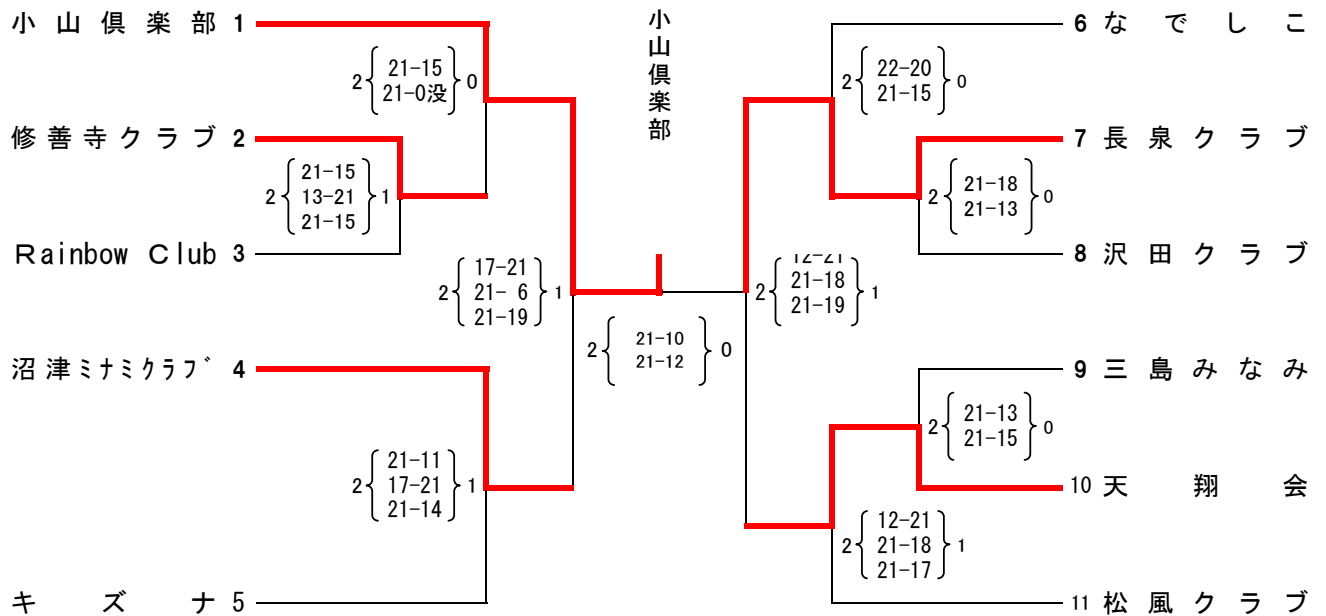 小山倶楽部 1
2 21-15 0
21-0没
修善寺クラブ 2
2 21-15 1
13-21
21-15
Rainbow Club 3
2 17-21 1
21- 6
21-19
沼津ミナミクラブ 4
2 21-11 1
17-21
21-14
キズナ 5
小山倶楽部
2 21-10 0
21-12
6 なでしこ
2 22-20 0
21-15
7 長泉クラブ
2 21-18 0
21-13
8 沢田クラブ
12-21
2 21-18 1
21-19
9 三島みなみ
2 21-13 0
21-15
10 天翔会
2 12-21 1
21-18
21-17
11 松風クラブ